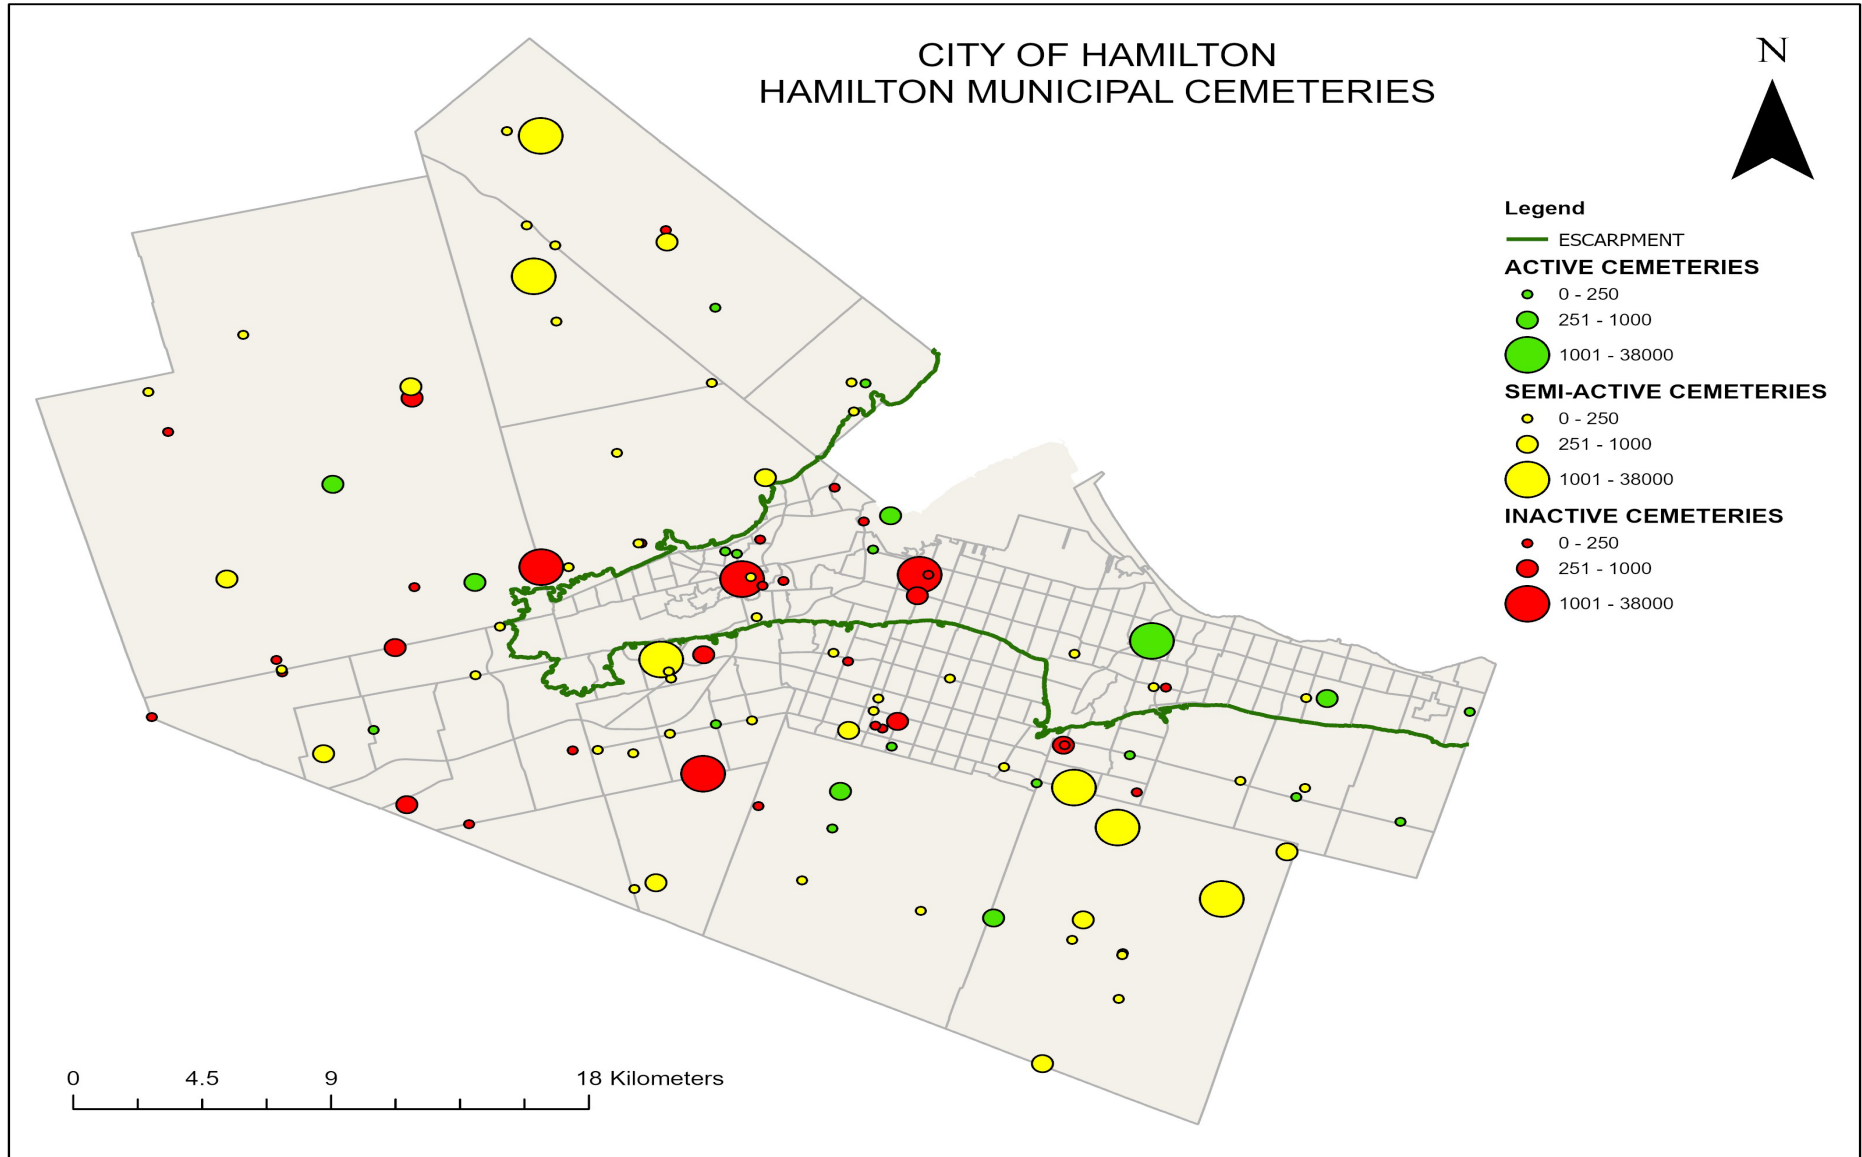 CITY OF HAMILTON
HAMILTON MUNICIPAL CEMETERIES
N
Legend
ESCARPMENT
ACTIVE CEMETERIES
0 - 250
251 - 1000
1001 - 38000
SEMI-ACTIVE CEMETERIES
0 - 250
251 - 1000
1001 - 38000
INACTIVE CEMETERIES
0 - 250
251 - 1000
1001 - 38000
0 4.5 9 18 Kilometers